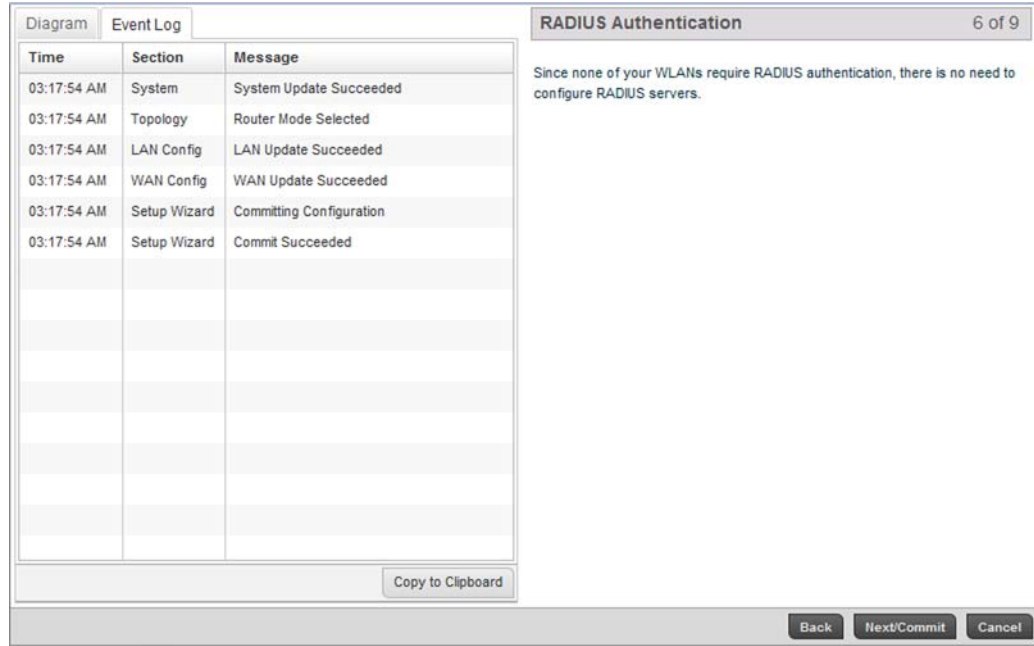 Diagram Event Log
Time Section Message
03:17:54 AM System System Update Succeeded
03:17:54 AM Topology Router Mode Selected
03:17:54 AM LAN Config LAN Update Succeeded
03:17:54 AM WAN Config WAN Update Succeeded
03:17:54 AM Setup Wizard Committing Configuration
03:17:54 AM Setup Wizard Commit Succeeded
Copy to Clipboard
RADIUS Authentication 6 of 9
Since none of your WLANs require RADIUS authentication, there is no need to
configure RADIUS servers.
Back Next/Commit Cancel